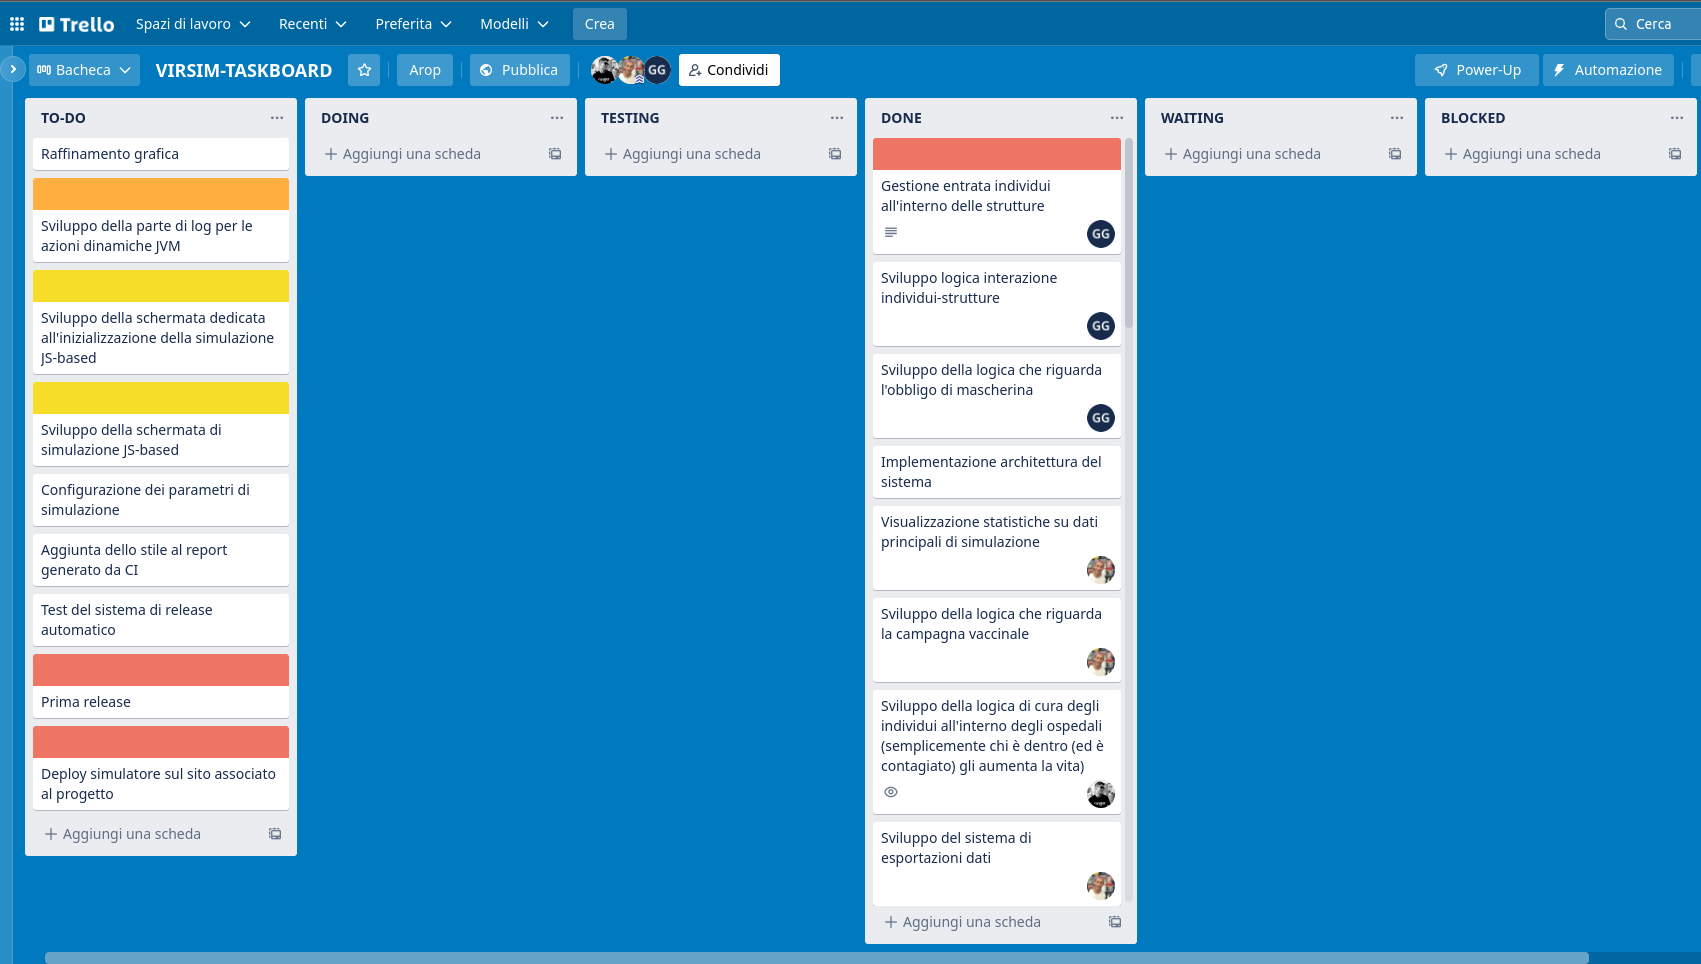 Trello
Spazi di lavoro
Recenti
Preferita
Modelli
Crea
Cerca
Bacheca
VIRSIM-TASKBOARD
Arop
Pubblica
GG
Condividi
Power-Up
Automazione
TO-DO
Raffinamento grafica
Sviluppo della parte di log per le
azioni dinamiche JVM
Sviluppo della schermata dedicata
all'inizializzazione della simulazione
JS-based
Sviluppo della schermata di
simulazione JS-based
Configurazione dei parametri di
simulazione
Aggiunta dello stile al report
generato da CI
Test del sistema di release
automatico
Prima release
Deploy simulatore sul sito associato
al progetto
Aggiungi una scheda
DOING
Aggiungi una scheda
TESTING
Aggiungi una scheda
DONE
Gestione entrata individui
all'interno delle strutture
GG
Sviluppo logica interazione
individui-strutture
GG
Sviluppo della logica che riguarda
l'obbligo di mascherina
GG
Implementazione architettura del
sistema
Visualizzazione statistiche su dati
principali di simulazione
Sviluppo della logica che riguarda
la campagna vaccinale
Sviluppo della logica di cura degli
individui all'interno degli ospedali
(semplicemente chi è dentro (ed è
contagiato) gli aumenta la vita)
Sviluppo del sistema di
esportazioni dati
Aggiungi una scheda
WAITING
Aggiungi una scheda
BLOCKED
Aggiungi una scheda